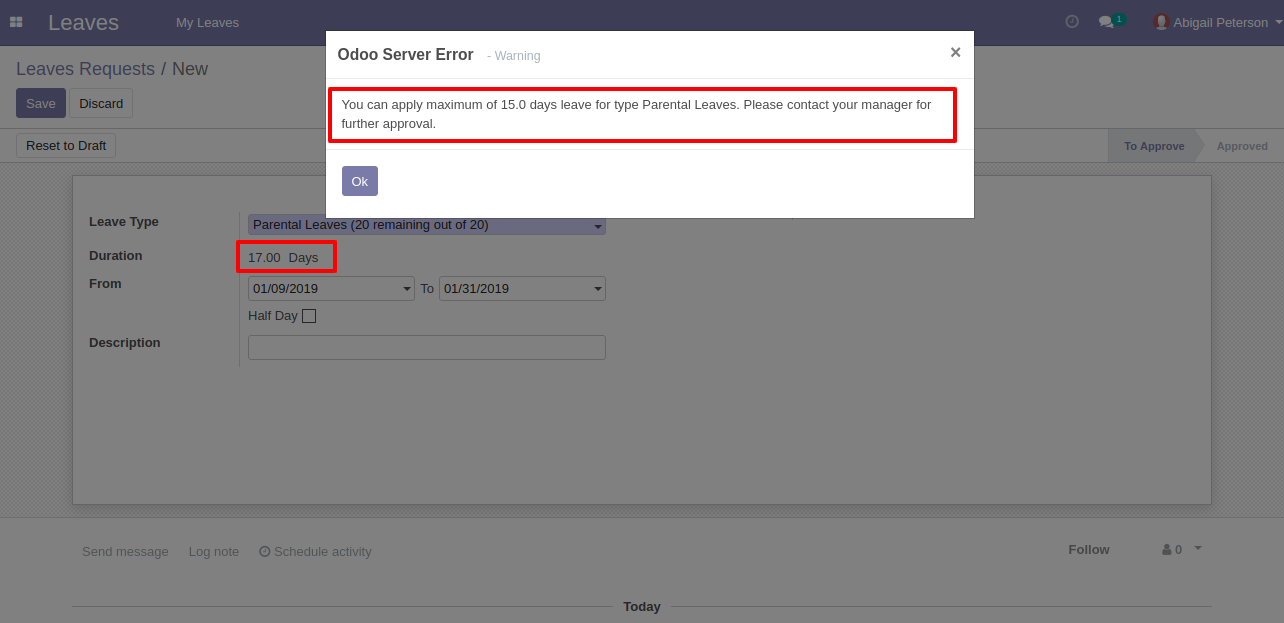 Leaves My Leaves 1 Abigail Peterson
Leaves Requests / New
Save Discard
Reset to Draft To Approve Approved
Odoo Server Error - Warning ×
You can apply maximum of 15.0 days leave for type Parental Leaves. Please contact your manager for
further approval.
Ok
Leave Type Parental Leaves (20 remaining out of 20)
Duration 17.00 Days
From 01/09/2019 To 01/31/2019
Half Day
Description
Send message Log note Schedule activity Follow 0
Today